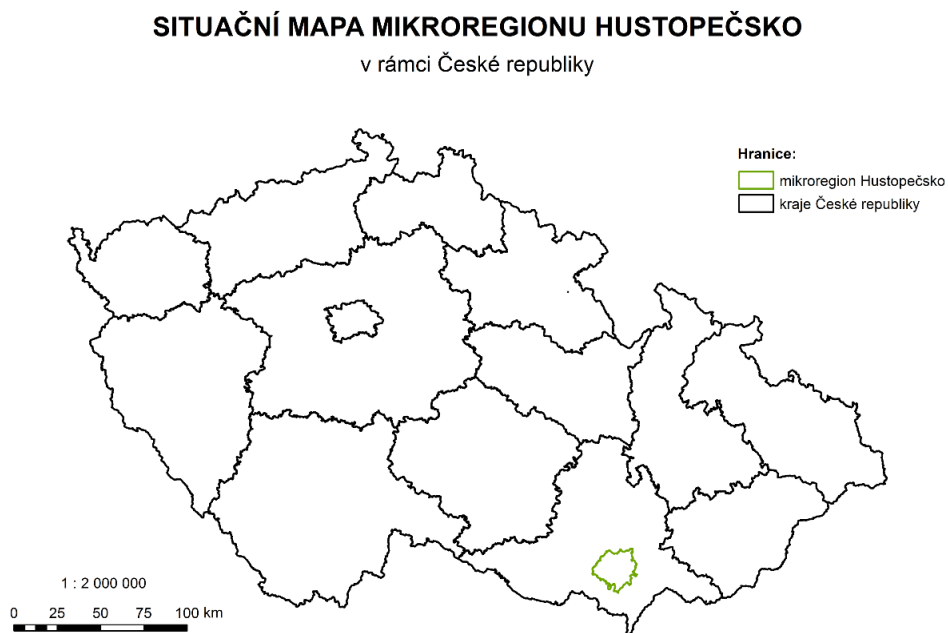 SITUAČNÍ MAPA MIKROREGIONU HUSTOPEČSKO
v rámci České republiky
Hranice:
mikroregion Hustopečsko
kraje České republiky
1 : 2 000 000
0 25 50 75 100 km